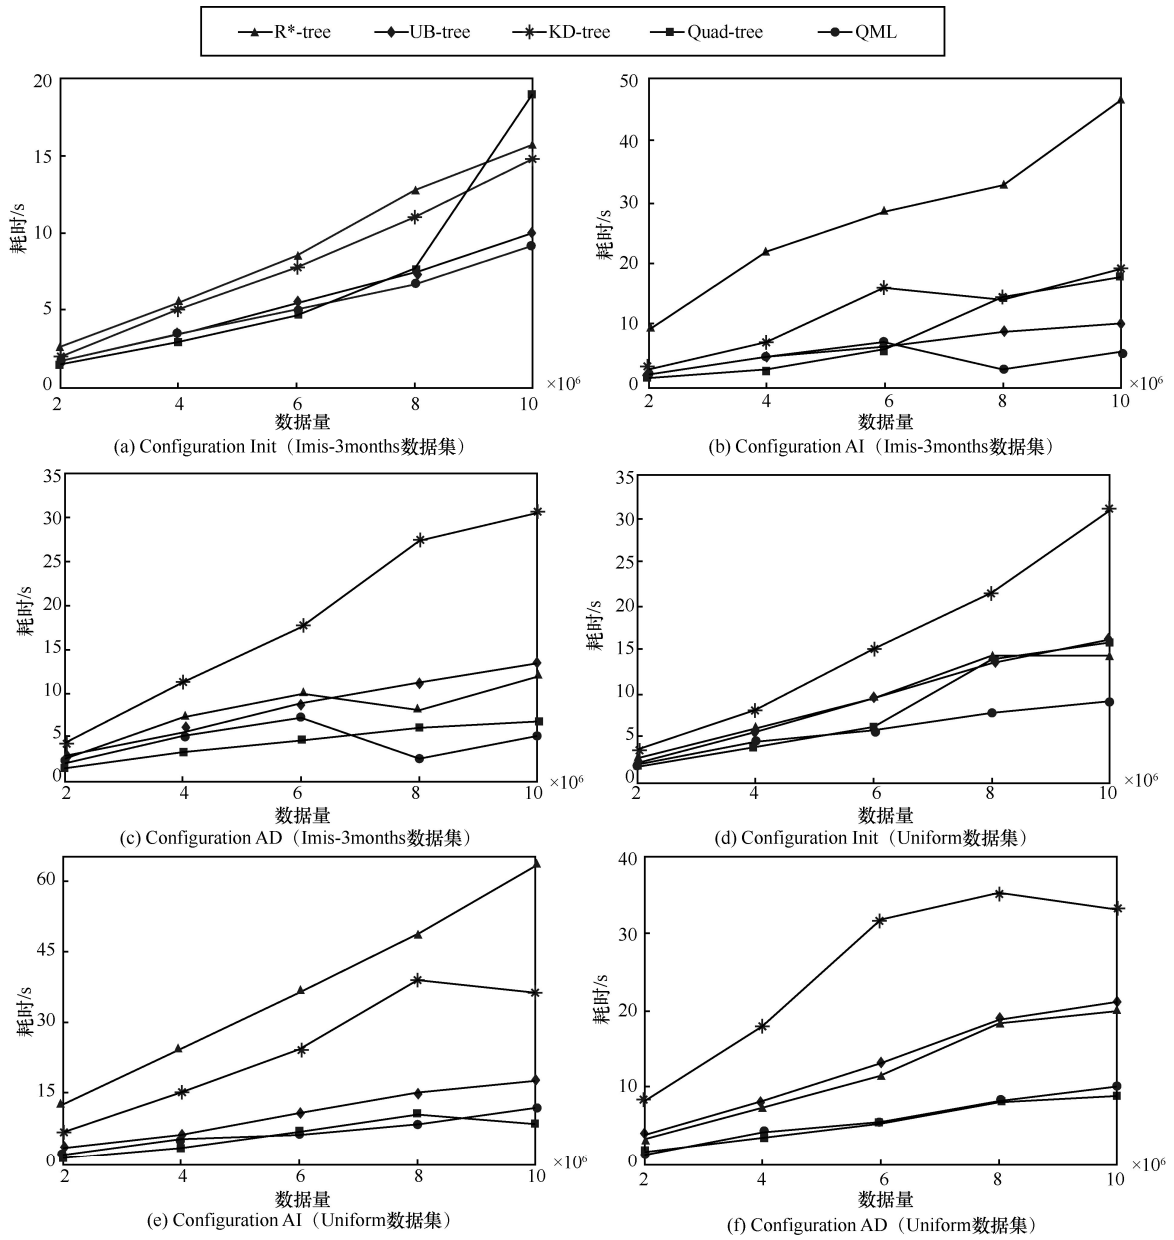 R*-tree UB-tree KD-tree Quad-tree QML
20
15
10
5
0
耗时/s
2 4 6 8 10 ×10⁶
数据量
(a) Configuration Init（Imis-3months数据集）
50
40
30
20
10
0
耗时/s
2 4 6 8 10 ×10⁶
数据量
(b) Configuration AI（Imis-3months数据集）
35
30
25
20
15
10
5
0
耗时/s
2 4 6 8 10 ×10⁶
数据量
(c) Configuration AD（Imis-3months数据集）
35
30
25
20
15
10
5
0
耗时/s
2 4 6 8 10 ×10⁶
数据量
(d) Configuration Init（Uniform数据集）
60
45
30
15
0
耗时/s
2 4 6 8 10 ×10⁶
数据量
(e) Configuration AI（Uniform数据集）
40
30
20
10
0
耗时/s
2 4 6 8 10 ×10⁶
数据量
(f) Configuration AD（Uniform数据集）